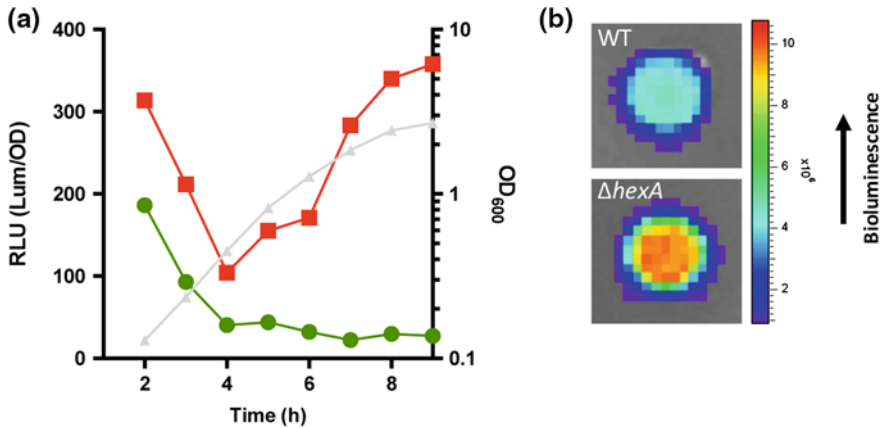 (a)
400
300
200
100
0
RLU (Lum/OD)
2
4
6
8
Time (h)
10
1
0.1
OD600
(b)
WT
ΔhexA
10
8
6
4
2
x10⁶
Bioluminescence